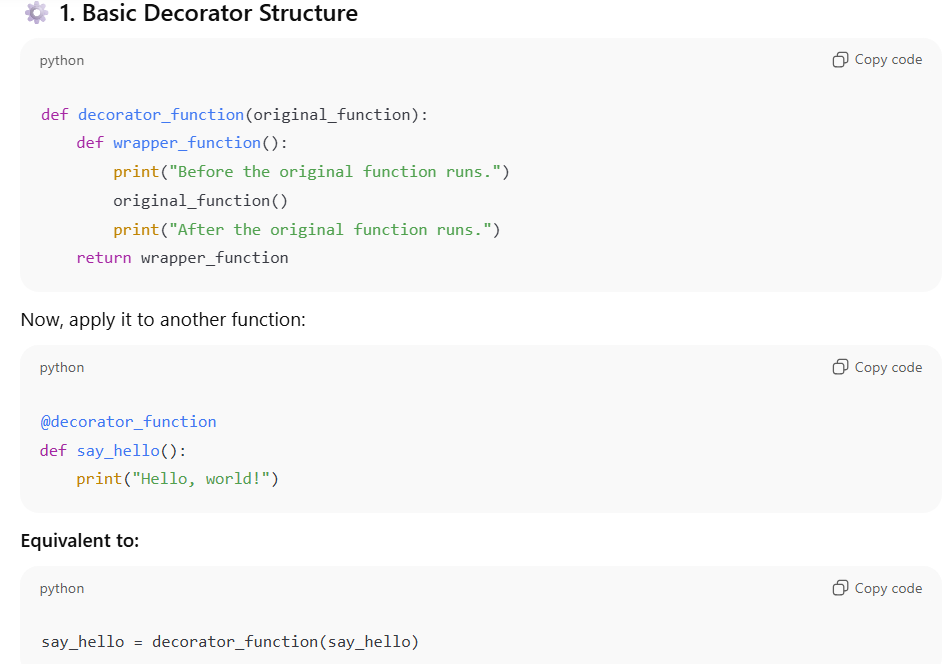 ⚙️ 1. Basic Decorator Structure
python
Copy code
def decorator_function(original_function):
    def wrapper_function():
        print("Before the original function runs.")
        original_function()
        print("After the original function runs.")
    return wrapper_function
Now, apply it to another function:
python
Copy code
@decorator_function
def say_hello():
    print("Hello, world!")
Equivalent to:
python
Copy code
say_hello = decorator_function(say_hello)